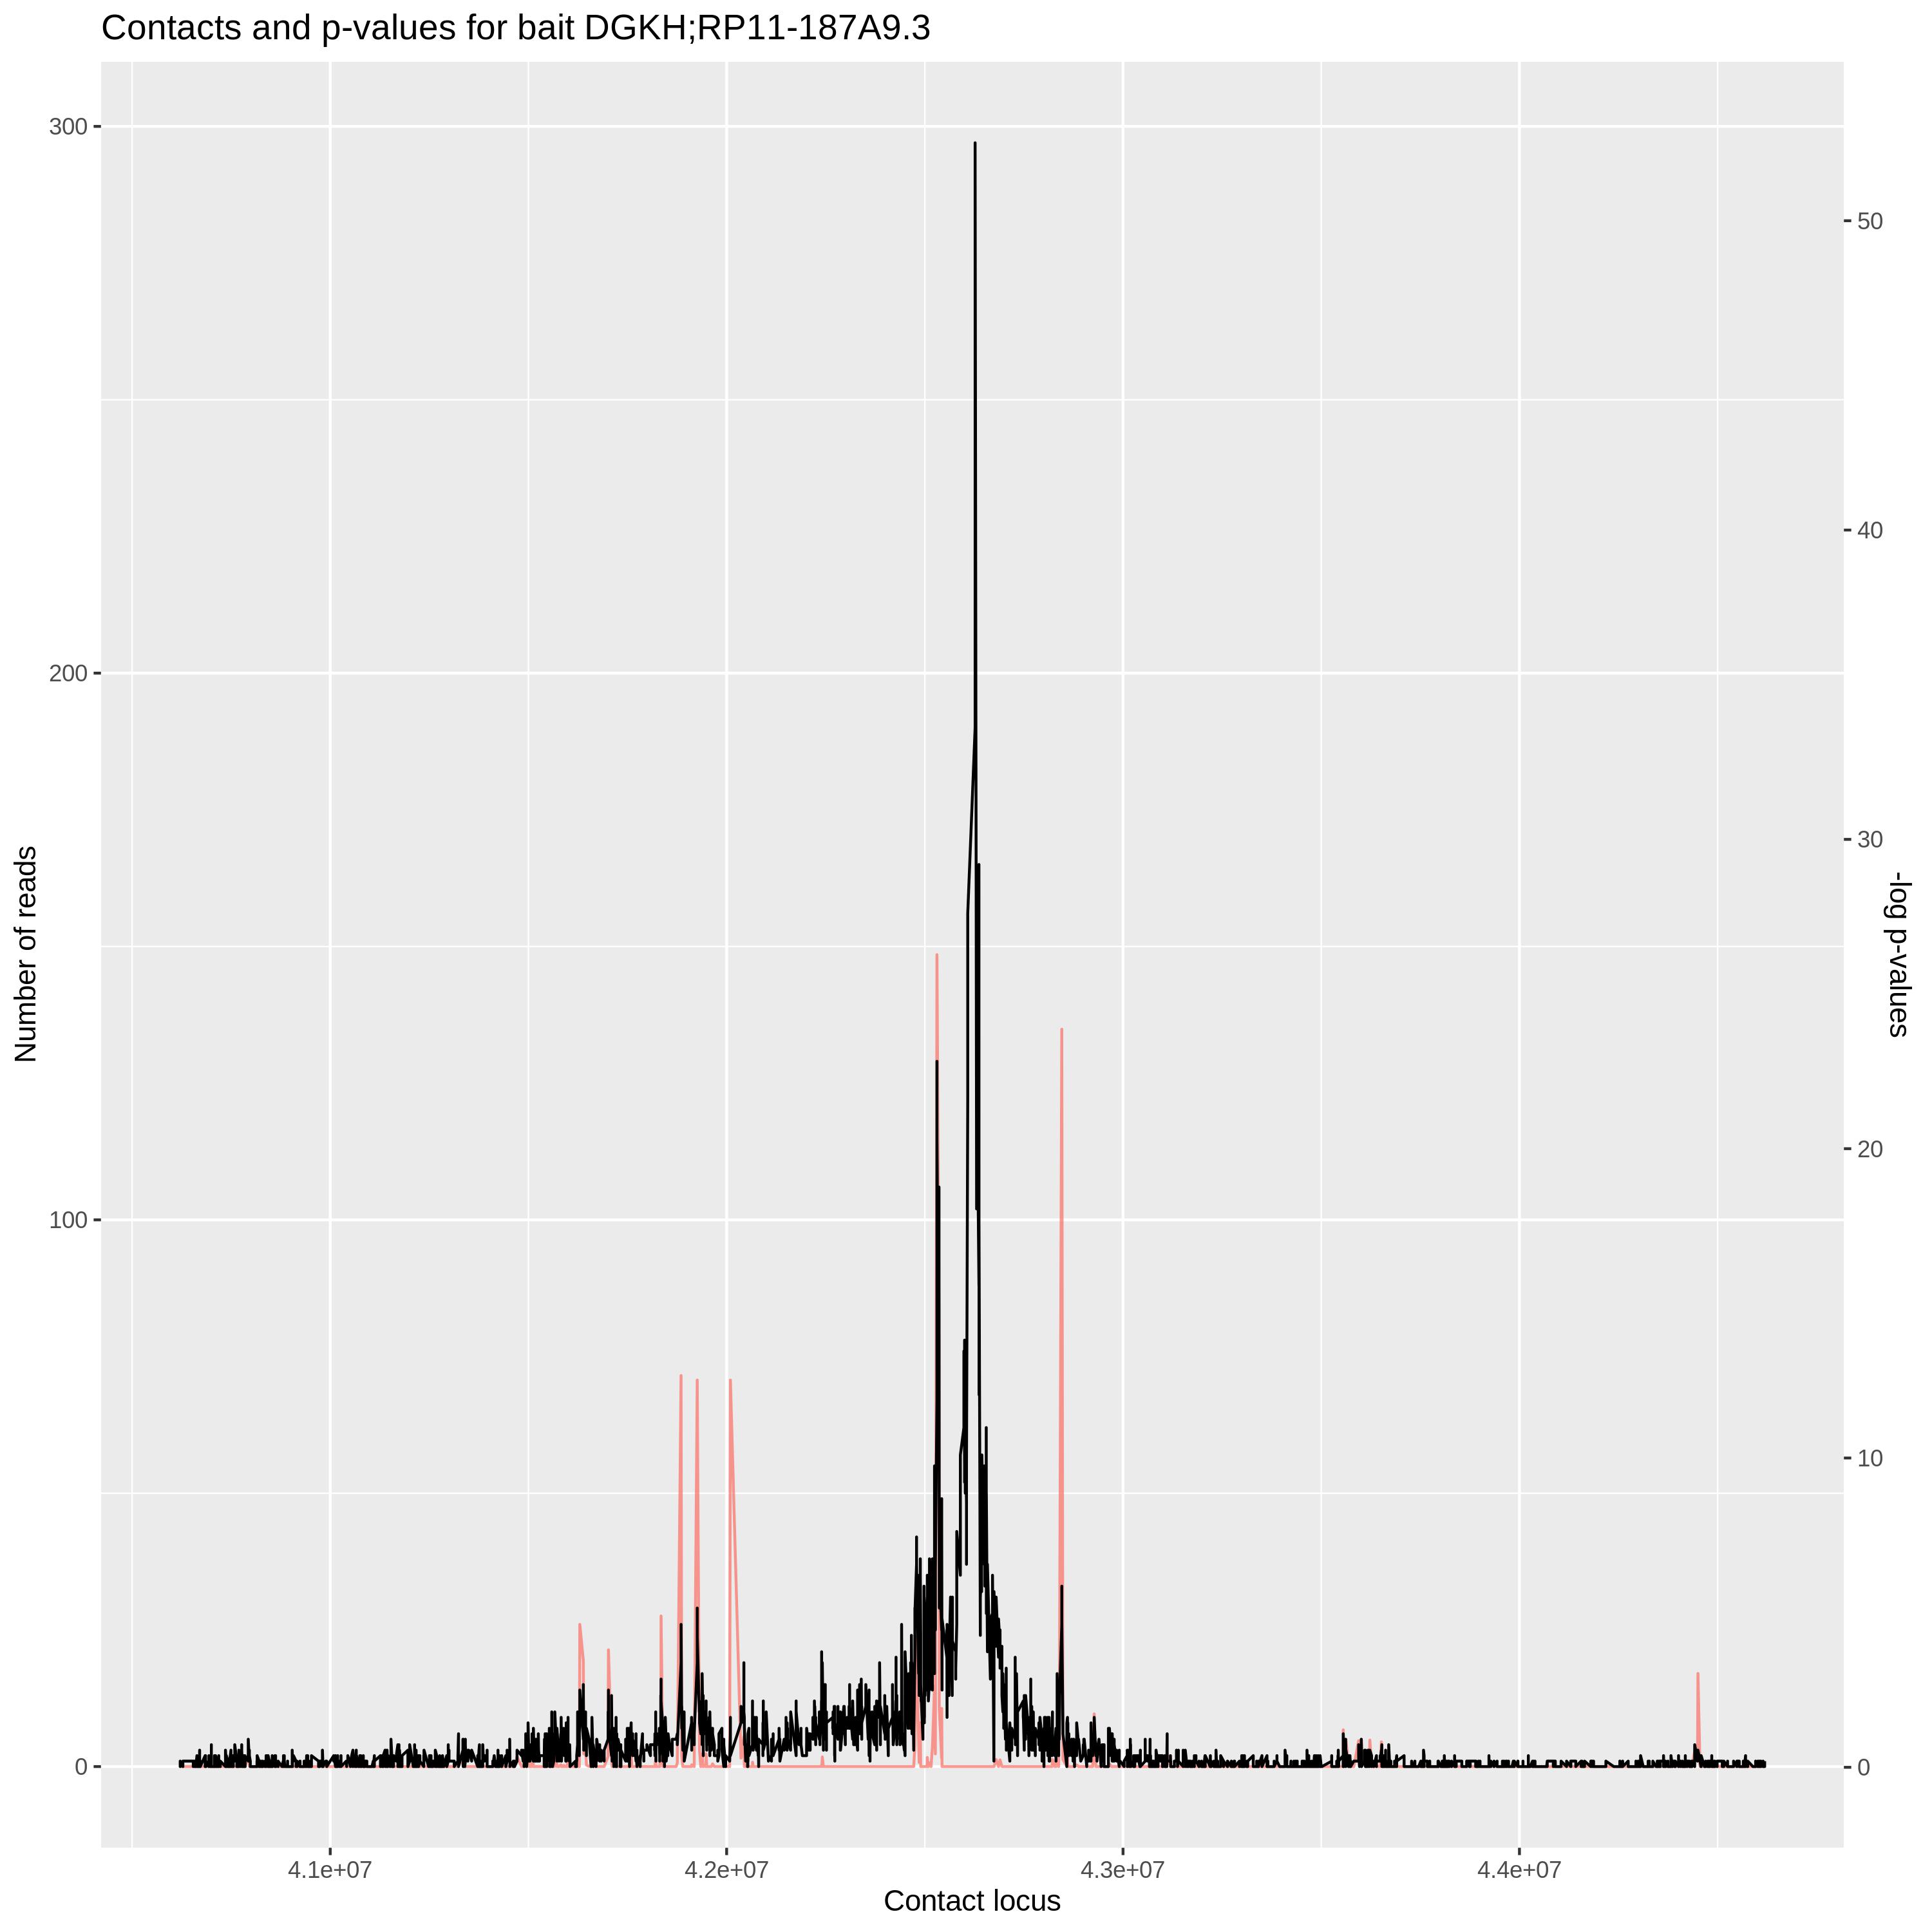 Contacts and p-values for bait DGKH;RP11-187A9.3
300
200
100
0
Number of reads
50
40
30
20
10
0
-log p-values
4.1e+07
4.2e+07
4.3e+07
4.4e+07
Contact locus